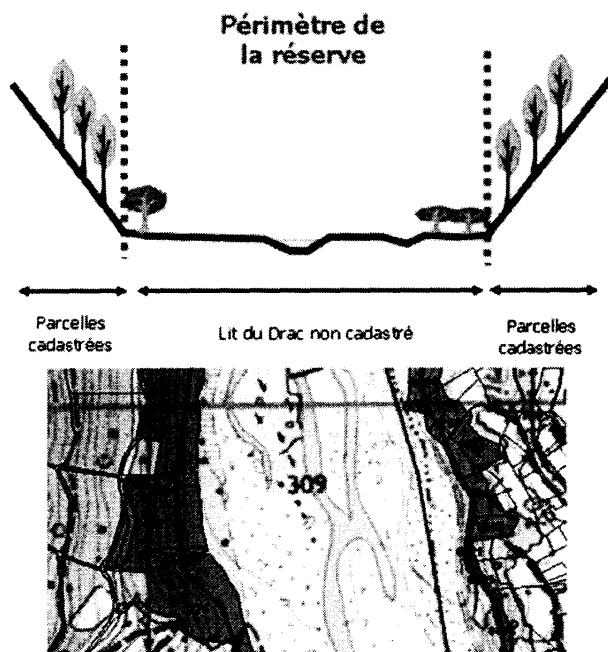 Périmètre de
la réserve
Parcelles
cadastrées
Lit du Drac non cadastré
Parcelles
cadastrées
309